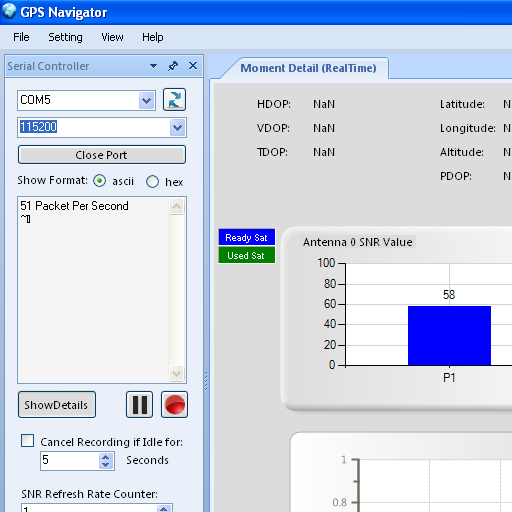 GPS Navigator
File Setting View Help
Serial Controller
COM5
115200
Close Port
Show Format: ascii hex
51 Packet Per Second
ShowDetails
Cancel Recording if Idle for:
5 Seconds
SNR Refresh Rate Counter:
1
Moment Detail (RealTime)
HDOP: NaN Latitude: N
VDOP: NaN Longitude: N
TDOP: NaN Altitude: N
PDOP: N
Ready Sat
Used Sat
Antenna 0 SNR Value
100
80
60
40
20
0
58
P1
1
0.8